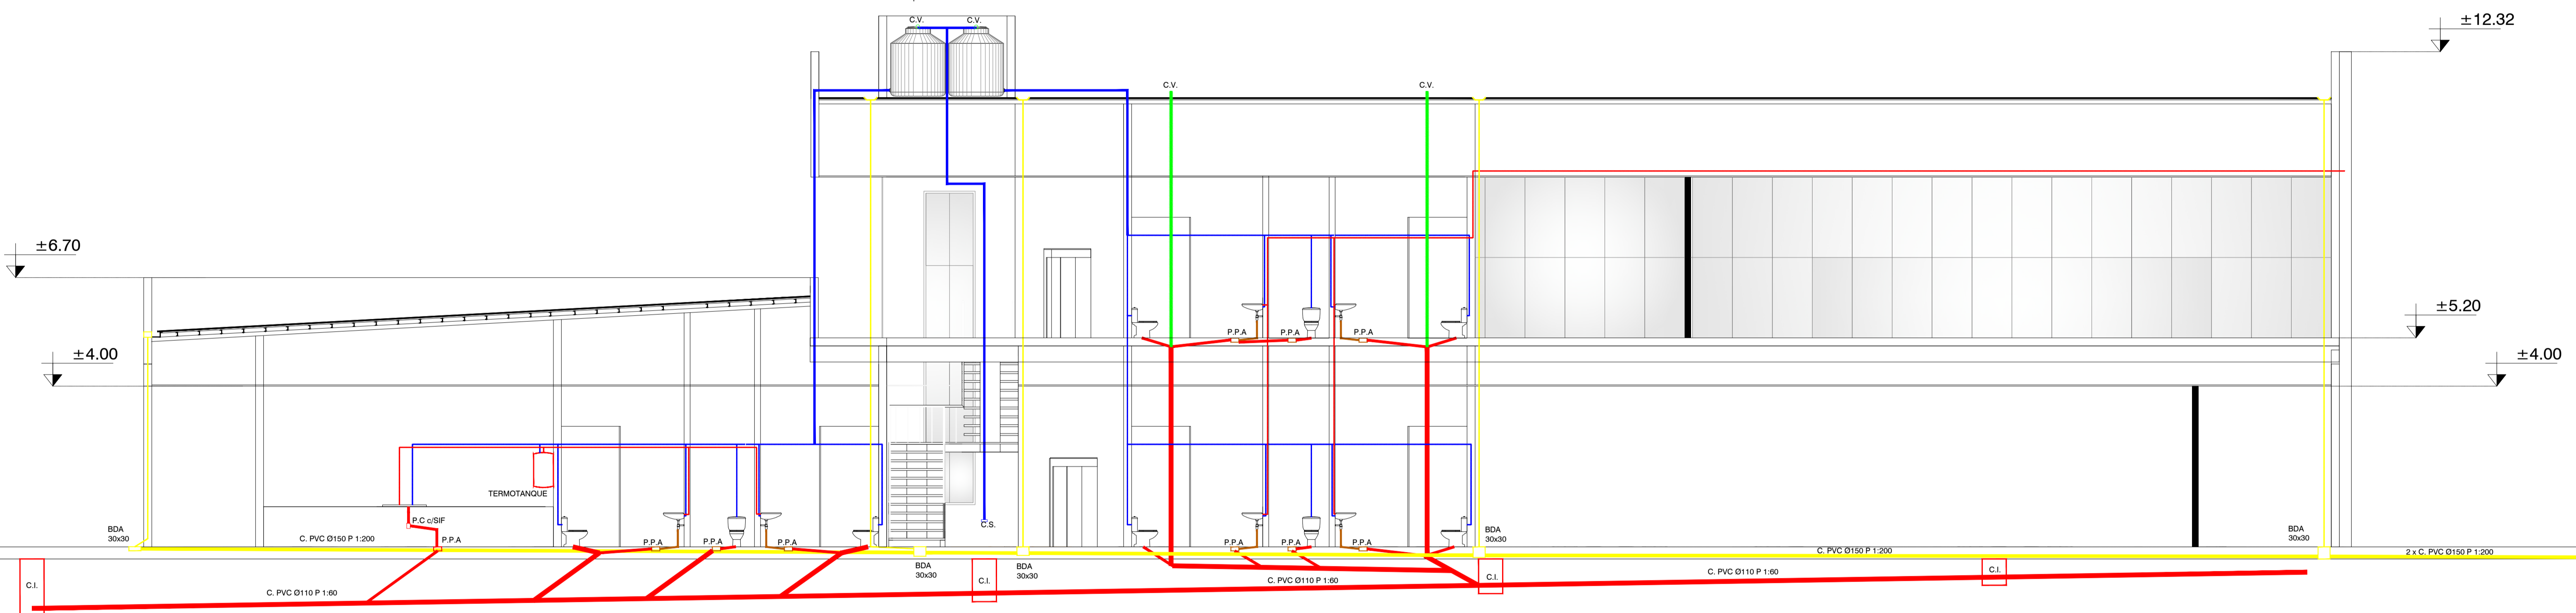 C.V.
C.V.
±12.32
C.V.
C.V.
±6.70
±5.20
±4.00
±4.00
P.P.A
P.P.A
P.P.A
TERMOTANQUE
P.C c/SIF
C.S.
BDA
30x30
C. PVC Ø150 P 1:200
P.P.A
P.P.A
P.P.A
P.P.A
P.P.A
P.P.A
P.P.A
BDA
30x30
BDA
30x30
C. PVC Ø150 P 1:200
2 x C. PVC Ø150 P 1:200
BDA
30x30
BDA
30x30
C.I.
C.I.
C.I.
C.I.
C. PVC Ø110 P 1:60
C. PVC Ø110 P 1:60
C. PVC Ø110 P 1:60